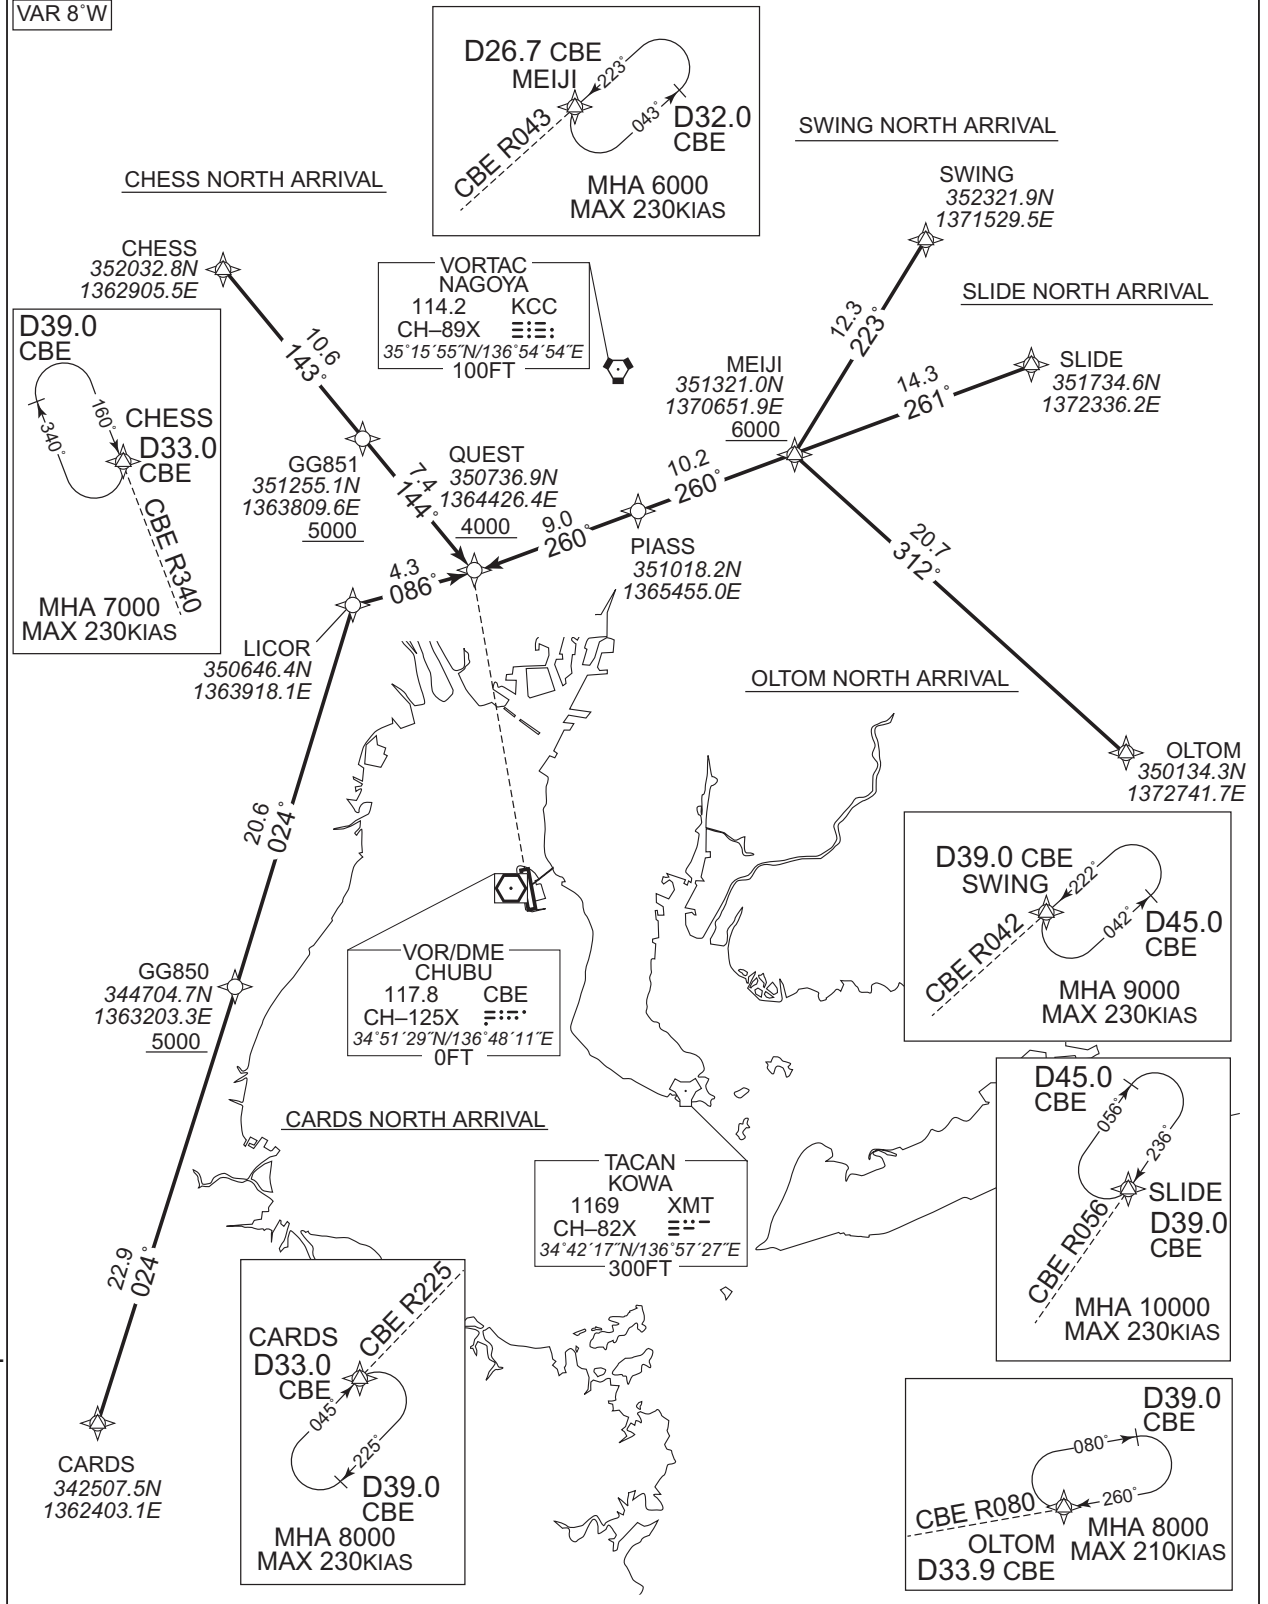 VAR 8°W
D26.7 CBE
MEIJI
223°
043°
D32.0
CBE
CBE R043
MHA 6000
MAX 230KIAS
SWING NORTH ARRIVAL
CHESS NORTH ARRIVAL
SWING
352321.9N
1371529.5E
CHESS
352032.8N
1362905.5E
VORTAC
NAGOYA
114.2 KCC
CH–89X
35°15′55″N/136°54′54″E
100FT
SLIDE NORTH ARRIVAL
12.3
223°
D39.0
CBE
160°
340°
CHESS
D33.0
CBE
CBE R340
MHA 7000
MAX 230KIAS
10.6
143°
MEIJI
351321.0N
1370651.9E
6000
14.3
261°
SLIDE
351734.6N
1372336.2E
GG851
351255.1N
1363809.6E
5000
7.4
144°
QUEST
350736.9N
1364426.4E
4000
10.2
260°
9.0
260°
PIASS
351018.2N
1365455.0E
20.7
312°
4.3
086°
LICOR
350646.4N
1363918.1E
OLTOM NORTH ARRIVAL
OLTOM
350134.3N
1372741.7E
20.6
024°
D39.0 CBE
SWING
222°
042°
D45.0
CBE
CBE R042
MHA 9000
MAX 230KIAS
GG850
344704.7N
1363203.3E
5000
VOR/DME
CHUBU
117.8 CBE
CH–125X
34°51′29″N/136°48′11″E
0FT
D45.0
CBE
056°
236°
SLIDE
D39.0
CBE
CBE R056
MHA 10000
MAX 230KIAS
CARDS NORTH ARRIVAL
TACAN
KOWA
1169 XMT
CH–82X
34°42′17″N/136°57′27″E
300FT
22.9
024°
CBE R225
CARDS
D33.0
CBE
045°
225°
D39.0
CBE
MHA 8000
MAX 230KIAS
CARDS
342507.5N
1362403.1E
D39.0
CBE
080°
260°
CBE R080
OLTOM
D33.9 CBE
MHA 8000
MAX 210KIAS